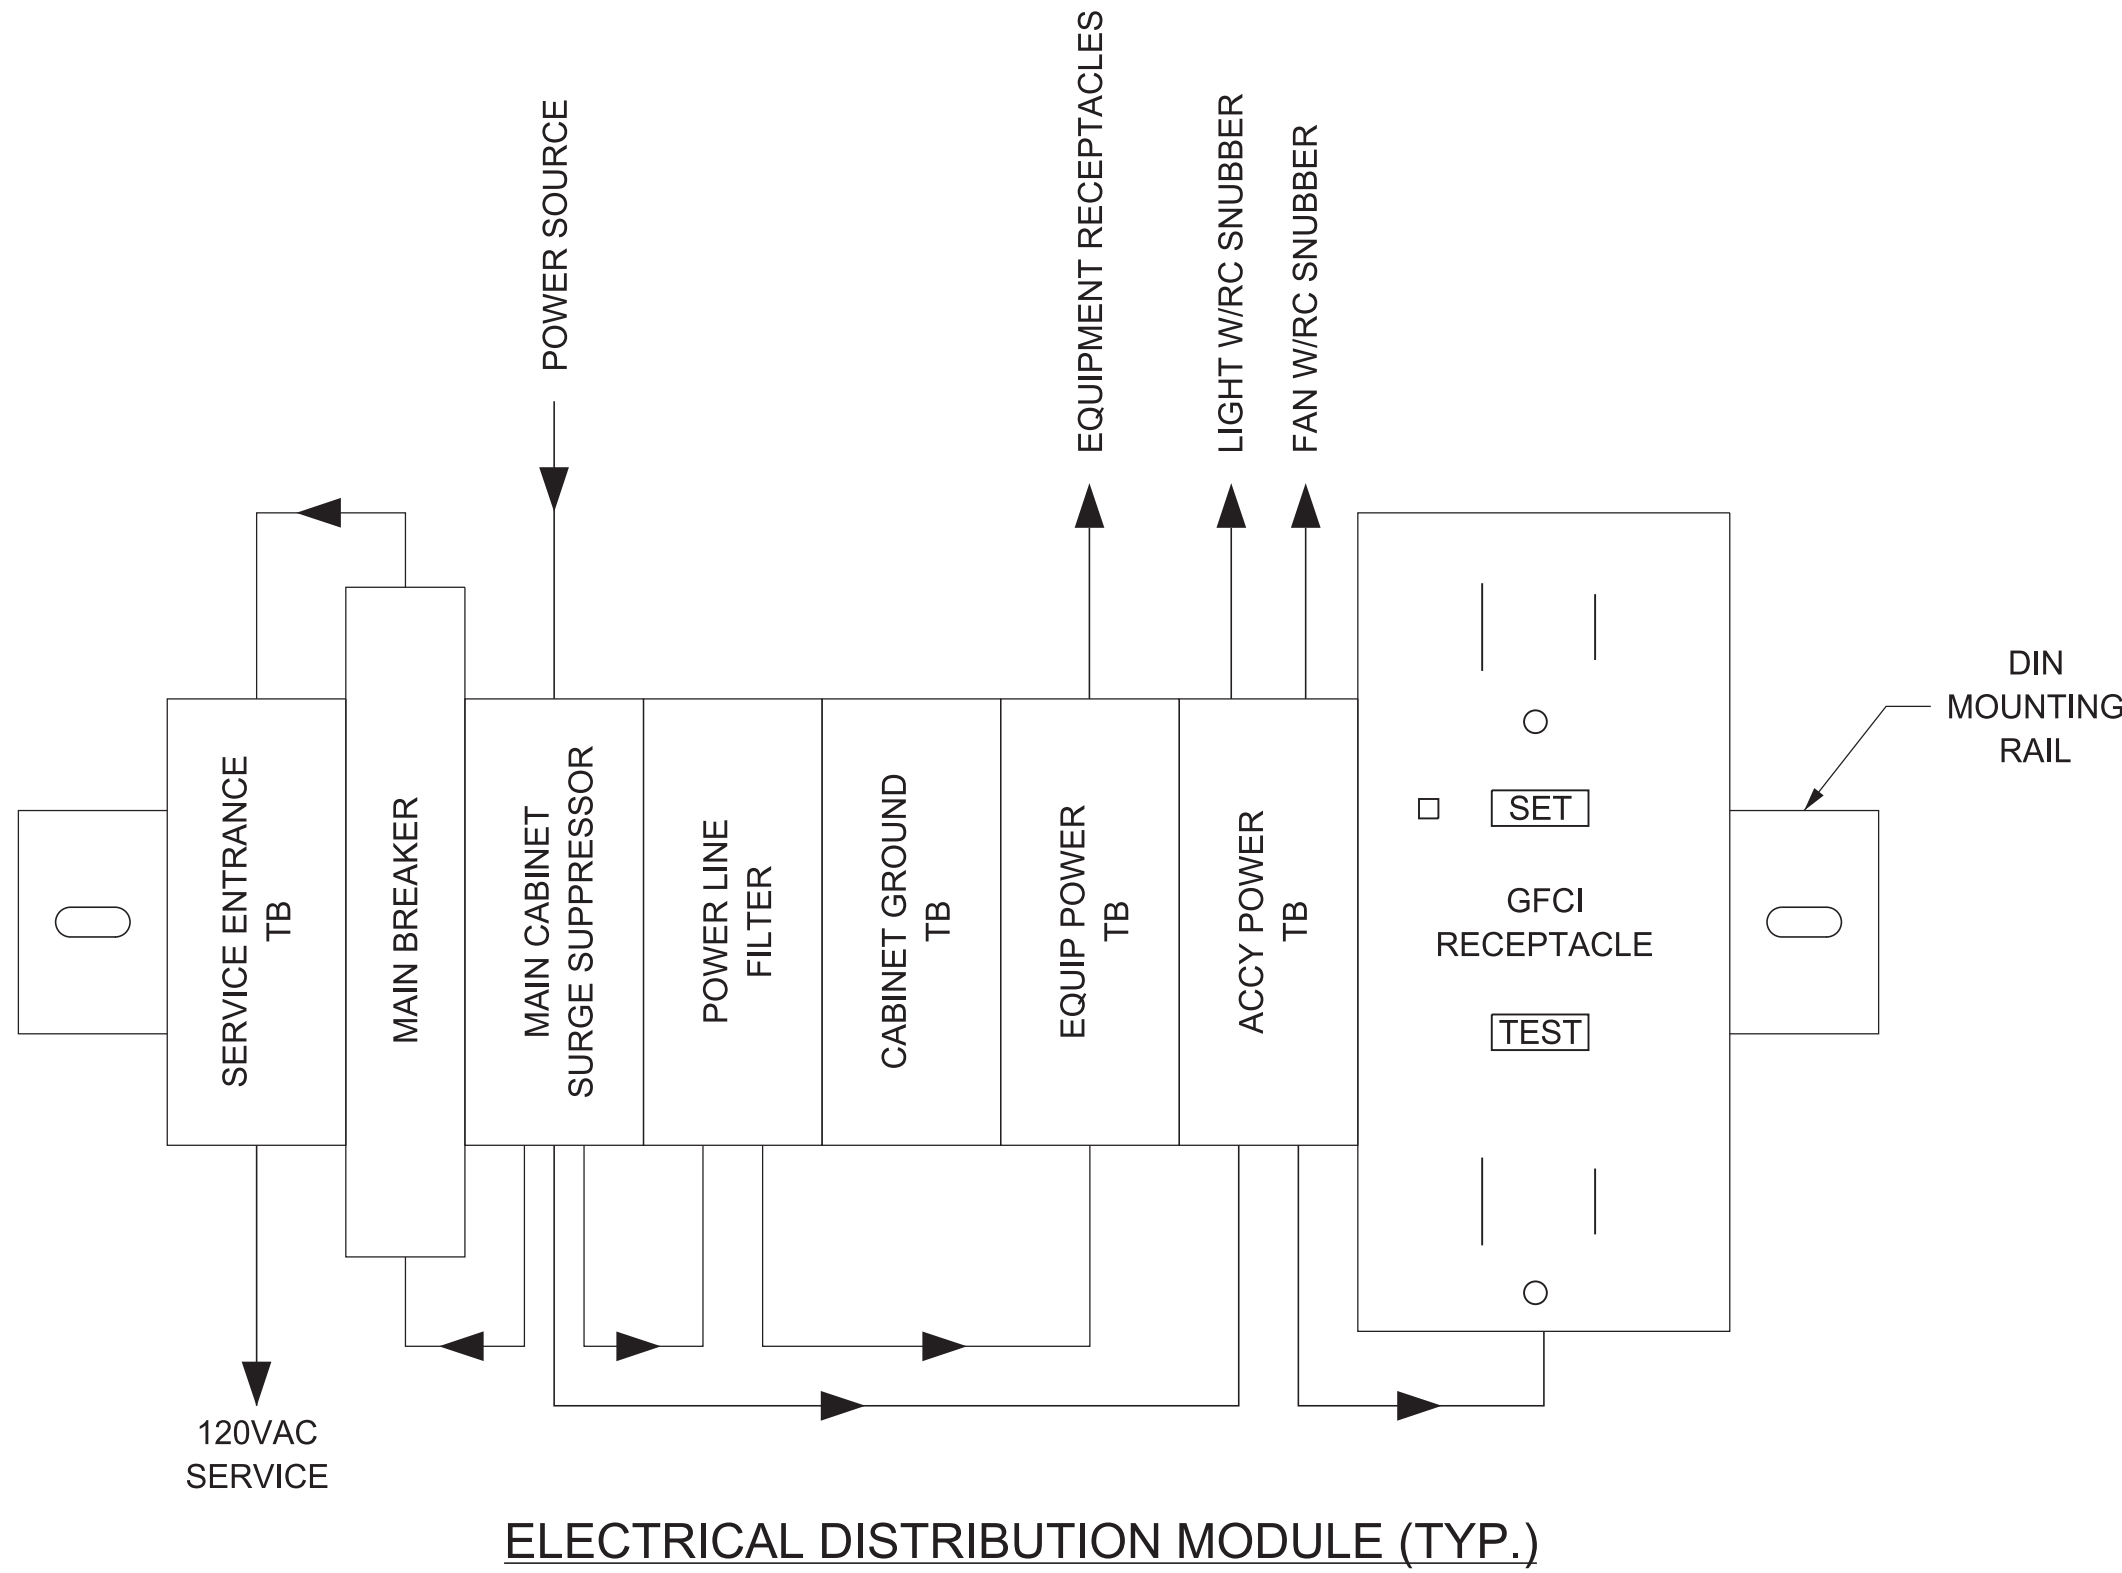 POWER SOURCE
EQUIPMENT RECEPTACLES
LIGHT W/RC SNUBBER
FAN W/RC SNUBBER
DIN
MOUNTING
RAIL
SERVICE ENTRANCE
TB
MAIN BREAKER
MAIN CABINET
SURGE SUPPRESSOR
POWER LINE
FILTER
CABINET GROUND
TB
EQUIP POWER
TB
ACCY POWER
TB
SET
GFCI
RECEPTACLE
TEST
120VAC
SERVICE
ELECTRICAL DISTRIBUTION MODULE (TYP.)